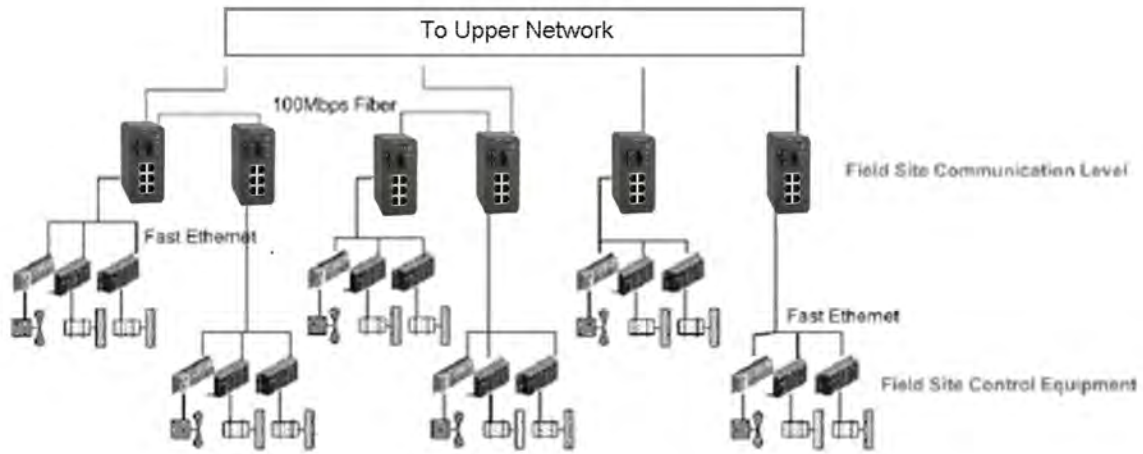 To Upper Network
100Mbps Fiber
Field Site Communication Level
Fast Ethernet
Fast Ethernet
Field Site Control Equipment